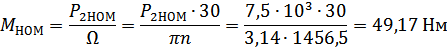 M_НОМ = P_2НОМ / Ω = P_2НОМ · 30 / πn = 7,5 · 10³ · 30 / 3,14 · 1456,5 = 49,17 Нм